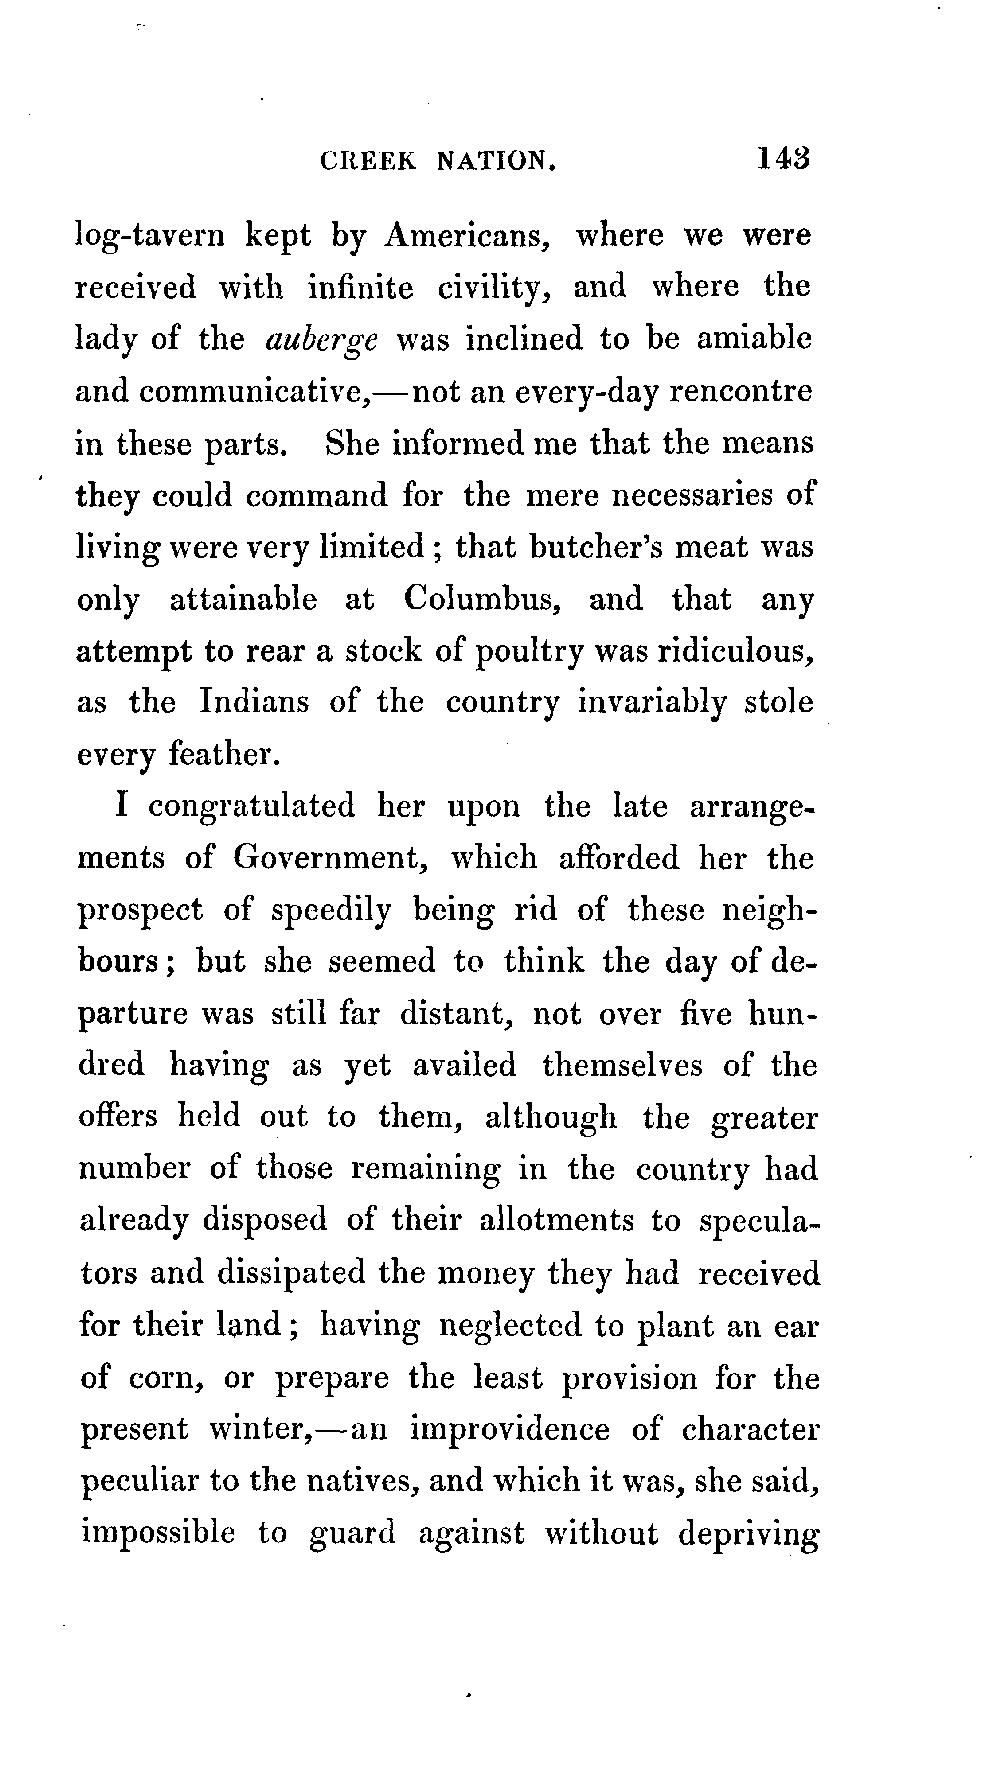 CREEK NATION. 143
log-tavern kept by Americans, where we were
received with infinite civility, and where the
lady of the auberge was inclined to be amiable
and communicative,—not an every-day rencontre
in these parts. She informed me that the means
they could command for the mere necessaries of
living were very limited ; that butcher's meat was
only attainable at Columbus, and that any
attempt to rear a stock of poultry was ridiculous,
as the Indians of the country invariably stole
every feather.
I congratulated her upon the late arrange-
ments of Government, which afforded her the
prospect of speedily being rid of these neigh-
bours ; but she seemed to think the day of de-
parture was still far distant, not over five hun-
dred having as yet availed themselves of the
offers held out to them, although the greater
number of those remaining in the country had
already disposed of their allotments to specula-
tors and dissipated the money they had received
for their land ; having neglected to plant an ear
of corn, or prepare the least provision for the
present winter,—an improvidence of character
peculiar to the natives, and which it was, she said,
impossible to guard against without depriving